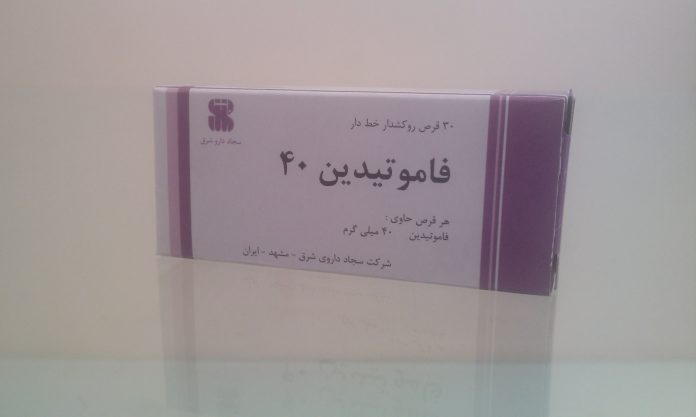 ۳۰ قرص روکشدار خط دار
سجاد دارو شرق
فاموتیدین ۴۰
هر قرص حاوی :
فاموتیدین ۴۰ میلی گرم
شرکت سجاد داروی شرق - مشهد - ایران